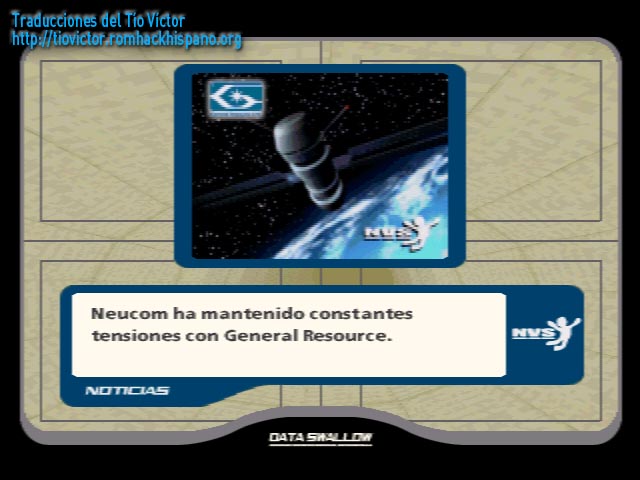 Traducciones del Tio Victor
http://tiovictor.romhackhispano.org
NVS
Neucom ha mantenido constantes
tensiones con General Resource.
NVS
NOTICIAS
DATA SWALLOW